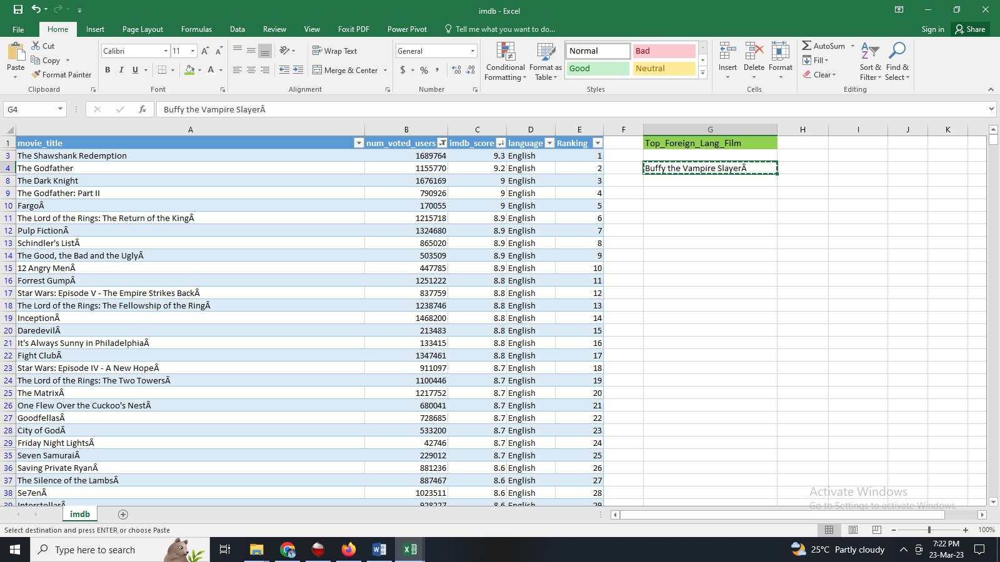 imdb - Excel
File Home Insert Page Layout Formulas Data Review View Foxit PDF Power Pivot Tell me what you want to do... Sign in Share
Paste
Cut
Copy
Format Painter
Clipboard
Calibri 11
B I U A
Font
Wrap Text
Merge & Center
Alignment
General
$ % ,
Number
Conditional Formatting
Format as Table
Normal Bad
Good Neutral
Styles
Insert Delete Format
Cells
AutoSum
Fill
Clear
Sort & Filter
Find & Select
Editing
G4 fx Buffy the Vampire SlayerÂ
A B C D E F G H I J K
1 movie_title num_voted_users imdb_score language Ranking Top_Foreign_Lang_Film
3 The Shawshank Redemption 1689764 9.3 English 1
4 The Godfather 1155770 9.2 English 2 Buffy the Vampire SlayerÂ
8 The Dark Knight 1676169 9 English 3
9 The Godfather: Part II 790926 9 English 4
10 FargoÂ 170055 9 English 5
11 The Lord of the Rings: The Return of the KingÂ 1215718 8.9 English 6
12 Pulp FictionÂ 1324680 8.9 English 7
13 Schindler's ListÂ 865020 8.9 English 8
14 The Good, the Bad and the UglyÂ 503509 8.9 English 9
15 12 Angry MenÂ 447785 8.9 English 10
16 Forrest GumpÂ 1251222 8.8 English 11
17 Star Wars: Episode V - The Empire Strikes BackÂ 837759 8.8 English 12
18 The Lord of the Rings: The Fellowship of the RingÂ 1238746 8.8 English 13
19 InceptionÂ 1468200 8.8 English 14
20 DaredevilÂ 213483 8.8 English 15
21 It's Always Sunny in PhiladelphiaÂ 133415 8.8 English 16
22 Fight ClubÂ 1347461 8.8 English 17
23 Star Wars: Episode IV - A New HopeÂ 911097 8.7 English 18
24 The Lord of the Rings: The Two TowersÂ 1100446 8.7 English 19
25 The MatrixÂ 1217752 8.7 English 20
26 One Flew Over the Cuckoo's NestÂ 680041 8.7 English 21
27 GoodfellasÂ 728685 8.7 English 22
28 City of GodÂ 533200 8.7 English 23
29 Friday Night LightsÂ 42746 8.7 English 24
35 Seven SamuraiÂ 229012 8.7 English 25
36 Saving Private RyanÂ 881236 8.6 English 26
37 The Silence of the LambsÂ 887467 8.6 English 27
38 Se7enÂ 1023511 8.6 English 28
39 InterstellarÂ 928227 8.6 English 29
Activate Windows
Go to Settings to activate Windows.
imdb
Select destination and press ENTER or choose Paste 100%
Type here to search
25°C Partly cloudy
7:22 PM
23-Mar-23